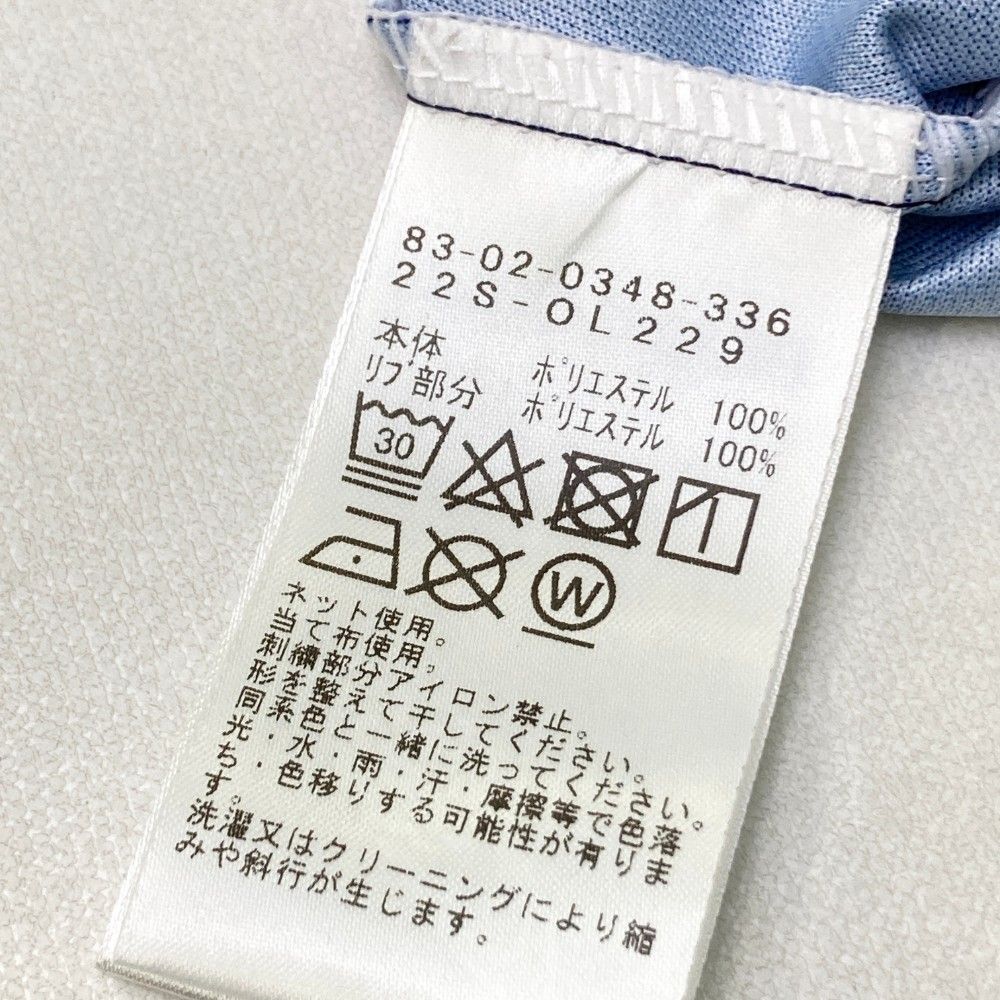 83-02-0348-336
22S-OL229
本体 ポリエステル 100%
リブ部分 ポリエステル 100%
30
W
ネット使用。
当て布使用。
刺繍部分アイロン禁止。
形を整えて干してください。
同系色と一緒に洗ってください。
光・水・雨・汗・摩擦等で色落
ち・色移りする可能性が有りま
す。
洗濯又はクリーニングにより縮
みや斜行が生じます。